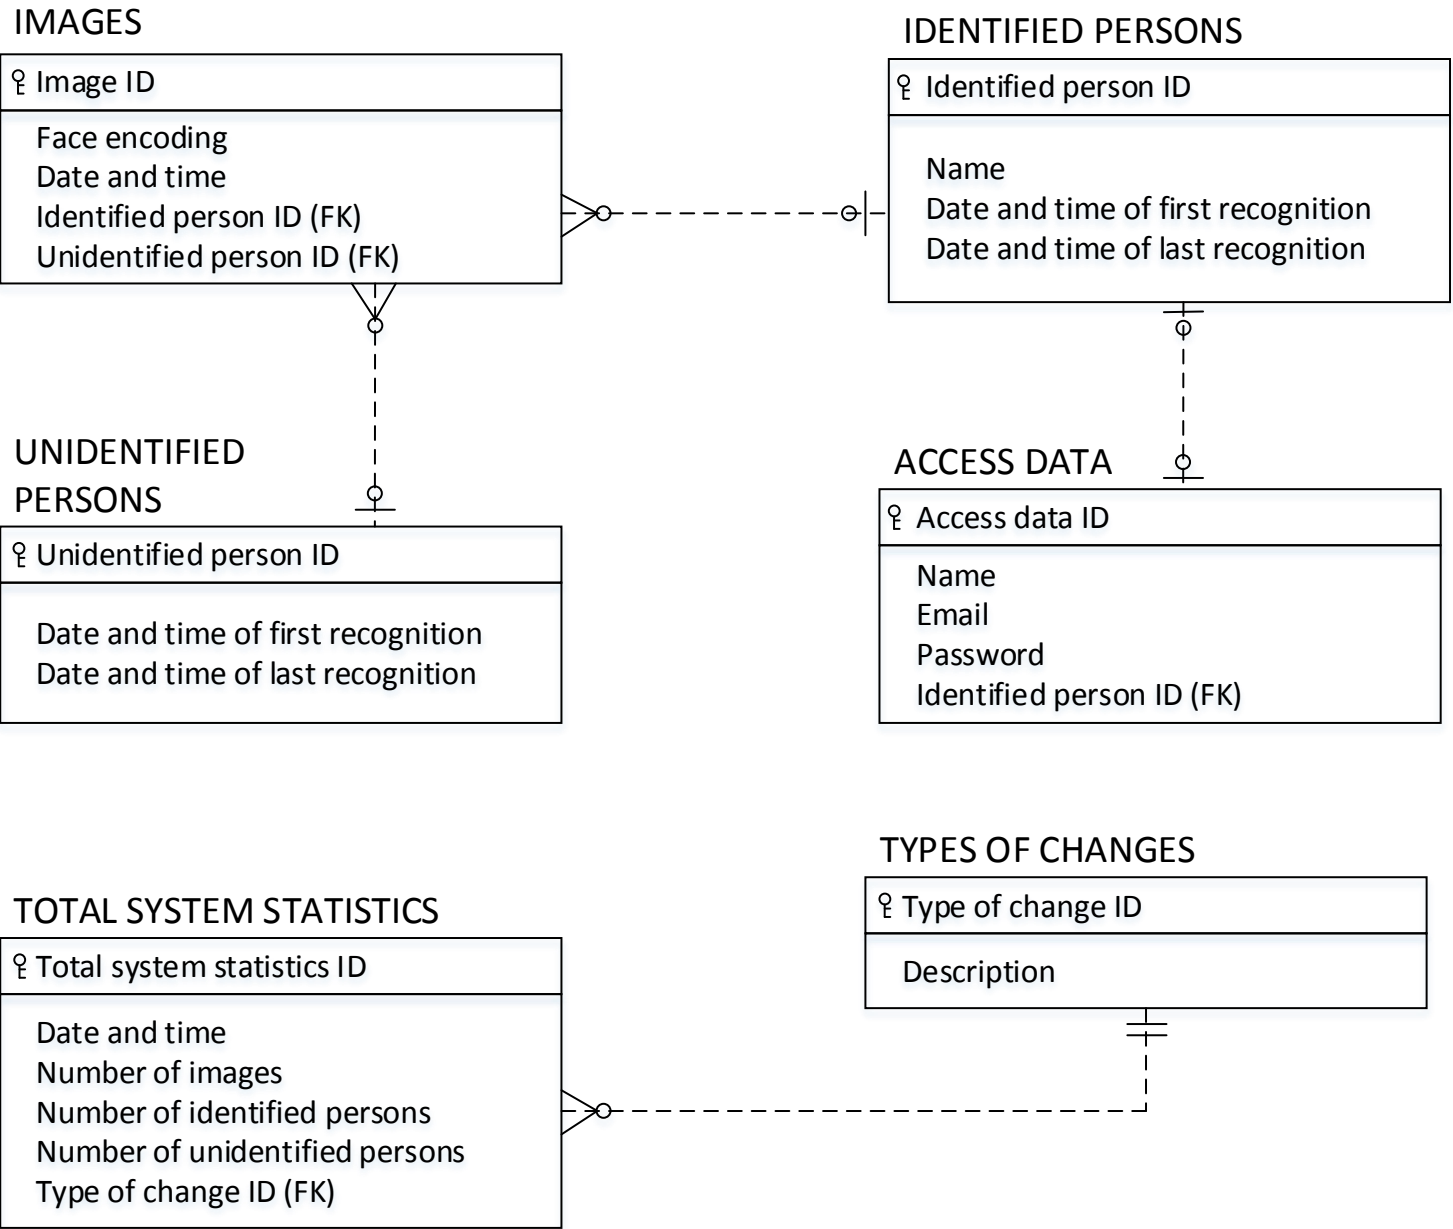 IMAGES
Image ID
Face encoding
Date and time
Identified person ID (FK)
Unidentified person ID (FK)
IDENTIFIED PERSONS
Identified person ID
Name
Date and time of first recognition
Date and time of last recognition
UNIDENTIFIED
PERSONS
Unidentified person ID
Date and time of first recognition
Date and time of last recognition
ACCESS DATA
Access data ID
Name
Email
Password
Identified person ID (FK)
TOTAL SYSTEM STATISTICS
Total system statistics ID
Date and time
Number of images
Number of identified persons
Number of unidentified persons
Type of change ID (FK)
TYPES OF CHANGES
Type of change ID
Description